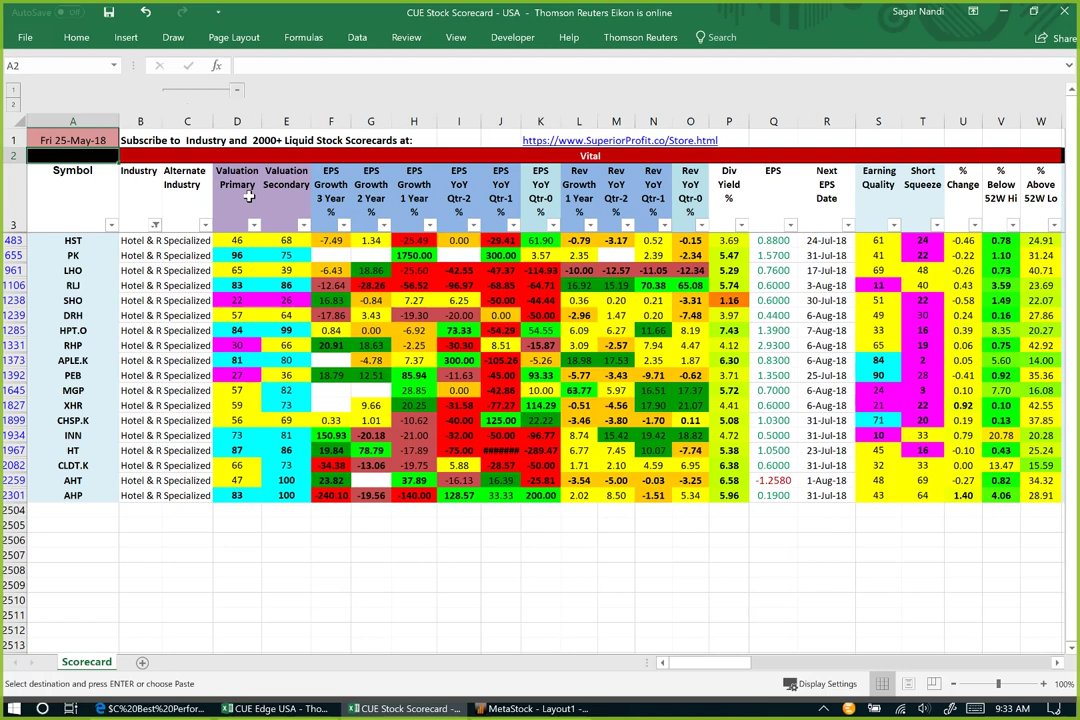 AutoSave Off
CUE Stock Scorecard - USA - Thomson Reuters Eikon is online
Sagar Nandi
File Home Insert Draw Page Layout Formulas Data Review View Developer Help Thomson Reuters Search Share
A2 fx
1
2
A B C D E F G H I J K L M N O P Q R S T U V W
1 Fri 25-May-18 Subscribe to Industry and 2000+ Liquid Stock Scorecards at: https://www.SuperiorProfit.co/Store.html
2 Vital
3 Symbol Industry Alternate Industry Valuation Primary Valuation Secondary EPS Growth 3 Year % EPS Growth 2 Year % EPS Growth 1 Year % EPS YoY Qtr-2 % EPS YoY Qtr-1 % EPS YoY Qtr-0 % Rev Growth 1 Year % Rev YoY Qtr-2 % Rev YoY Qtr-1 % Rev YoY Qtr-0 % Div Yield % EPS Next EPS Date Earning Quality Short Squeeze % Change % Below 52W Hi % Above 52W Lo
483 HST Hotel & R Specialized 46 68 -7.49 1.34 -25.49 0.00 -29.41 61.90 -0.79 -3.17 0.52 -0.15 3.69 0.8800 24-Jul-18 61 24 -0.46 0.78 24.91
755 PK Hotel & R Specialized 96 75 1750.00 300.00 3.57 2.35 2.39 -2.34 5.47 1.5700 31-Jul-18 41 22 -0.22 1.10 31.24
961 LHO Hotel & R Specialized 65 39 -6.43 18.86 -25.60 -42.55 -47.37 -114.93 -10.00 -12.57 -11.05 -12.34 5.29 0.7600 17-Jul-18 69 48 -0.26 0.73 40.71
1106 RLJ Hotel & R Specialized 83 86 -12.64 -28.26 -56.52 -96.97 -68.85 -64.71 16.92 15.19 70.38 65.08 5.74 0.6000 3-Aug-18 11 40 0.43 3.59 23.69
1238 SHO Hotel & R Specialized 22 26 16.83 -0.84 7.27 6.25 -50.00 -44.44 0.36 0.20 0.21 -3.31 1.16 0.6000 30-Jul-18 51 22 -0.58 1.49 22.07
1239 DRH Hotel & R Specialized 57 64 -17.86 3.43 -19.30 -20.00 0.00 -50.00 -2.96 1.47 0.20 -7.48 3.97 0.4400 6-Aug-18 49 30 0.24 0.16 27.86
1285 HPT.O Hotel & R Specialized 84 99 0.84 0.00 -6.92 73.33 -54.29 54.55 6.09 6.27 11.66 8.19 7.43 1.3900 7-Aug-18 33 16 0.39 8.35 20.27
1331 RHP Hotel & R Specialized 30 66 20.91 18.63 -2.25 -30.30 8.51 -15.87 3.09 -2.57 7.94 4.47 4.12 2.9300 6-Aug-18 65 19 0.06 0.75 42.92
1373 APLE.K Hotel & R Specialized 81 80 -4.78 7.37 300.00 -105.26 -5.26 18.98 17.53 2.35 1.87 6.30 0.8300 6-Aug-18 84 2 0.05 5.60 14.00
1392 PEB Hotel & R Specialized 27 36 18.79 12.51 85.94 -11.63 -45.00 93.33 -5.77 -3.43 -9.71 -0.62 3.71 1.3500 25-Jul-18 90 28 -0.41 0.92 35.36
1645 MGP Hotel & R Specialized 57 82 28.85 0.00 -42.86 10.00 63.77 5.97 16.51 17.37 5.72 0.7000 6-Aug-18 24 3 0.10 7.70 16.08
1827 XHR Hotel & R Specialized 59 73 9.66 20.25 -31.58 -77.27 114.29 -0.51 -4.56 17.90 21.07 4.41 0.6000 6-Aug-18 21 22 0.92 0.10 42.55
1899 CHSP.K Hotel & R Specialized 56 69 0.33 1.01 -10.62 -40.00 125.00 22.22 -3.46 -3.80 -1.70 0.11 5.08 1.0300 31-Jul-18 71 20 -0.19 0.13 37.85
1934 INN Hotel & R Specialized 73 81 150.93 -20.18 -21.00 -32.00 -50.00 -96.77 8.74 15.42 19.42 18.82 4.72 0.5000 6-Aug-18 10 33 0.79 20.78 20.28
1967 HT Hotel & R Specialized 87 86 19.84 78.79 -17.89 -75.00 ####### -289.47 6.77 7.45 10.07 -7.74 5.38 1.0500 23-Jul-18 45 16 -0.10 0.43 25.24
2082 CLDT.K Hotel & R Specialized 66 73 -34.38 -13.06 -19.75 5.88 -28.57 -50.00 1.71 2.10 4.59 6.95 6.38 0.6000 31-Jul-18 32 33 0.00 13.47 15.59
2259 AHT Hotel & R Specialized 47 100 23.82 37.89 -16.13 16.39 -25.81 -3.54 -5.00 -0.03 -3.25 6.58 -1.2580 1-Aug-18 48 69 -0.27 0.82 34.32
2301 AHP Hotel & R Specialized 83 100 -240.10 -19.56 -140.00 128.57 33.33 200.00 2.02 8.50 -1.51 5.34 5.96 0.1900 31-Jul-18 43 64 1.40 4.06 28.91
2504
2505
2506
2507
2508
2509
2510
2511
2512
2513
Scorecard
Select destination and press ENTER or choose Paste Display Settings 100%
$C%20Best%20Perfor... CUE Edge USA - Tho... CUE Stock Scorecard -... MetaStock - Layout1 -... 9:33 AM